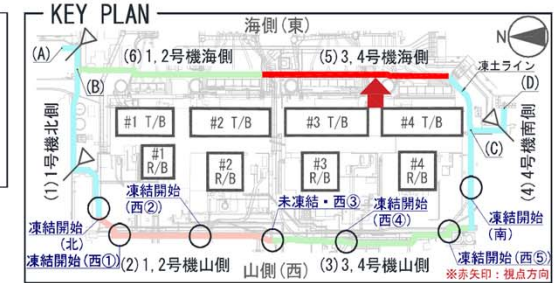 KEY PLAN
海側(東)
N
(A)
(6)1,2号機海側
(5)3,4号機海側
凍土ライン
(B)
(D)
#1 T/B
#2 T/B
#3 T/B
#4 T/B
(C)
(1)1号機北側
(4)4号機南側
#1
R/B
#2
R/B
#3
R/B
#4
R/B
凍結開始
(西②)
未凍結・西③
凍結開始
(西④)
凍結開始
(南)
凍結開始
(北)
凍結開始(西①)
(2)1,2号機山側
山側(西)
(3)3,4号機山側
凍結開始(西⑤)
※赤矢印：視点方向